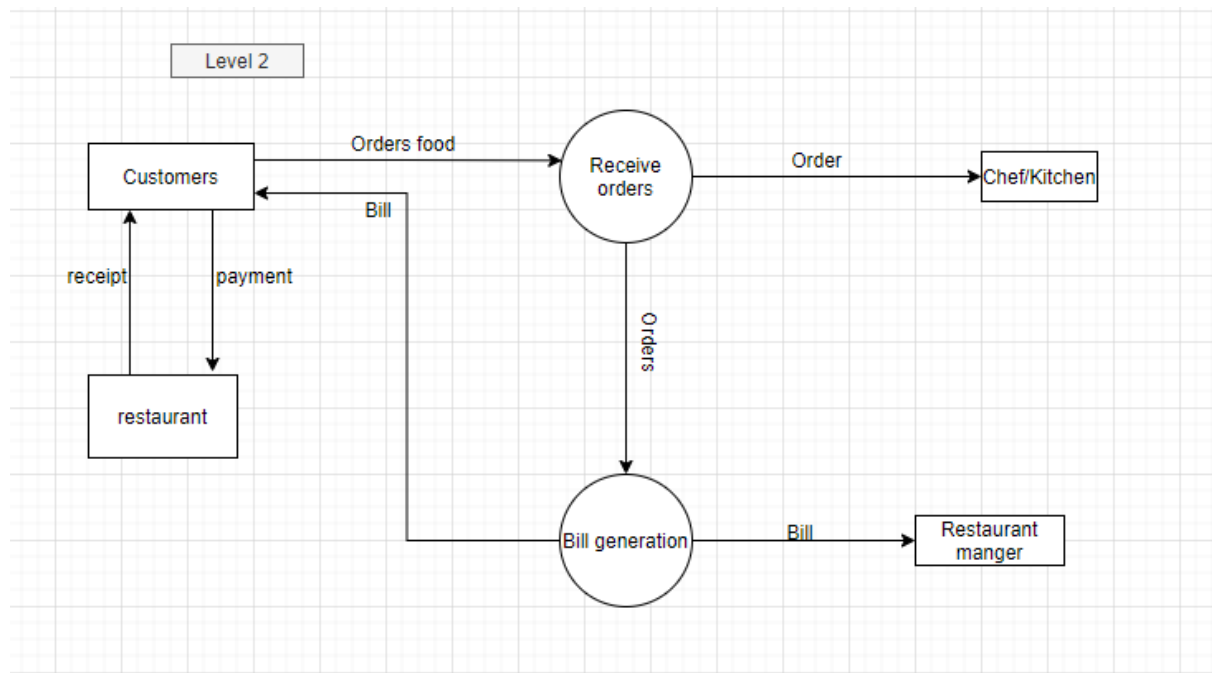 Level 2
Orders food
Customers
Receive
orders
Order
Chef/Kitchen
Bill
receipt
payment
Orders
restaurant
Bill generation
Bill
Restaurant
manger